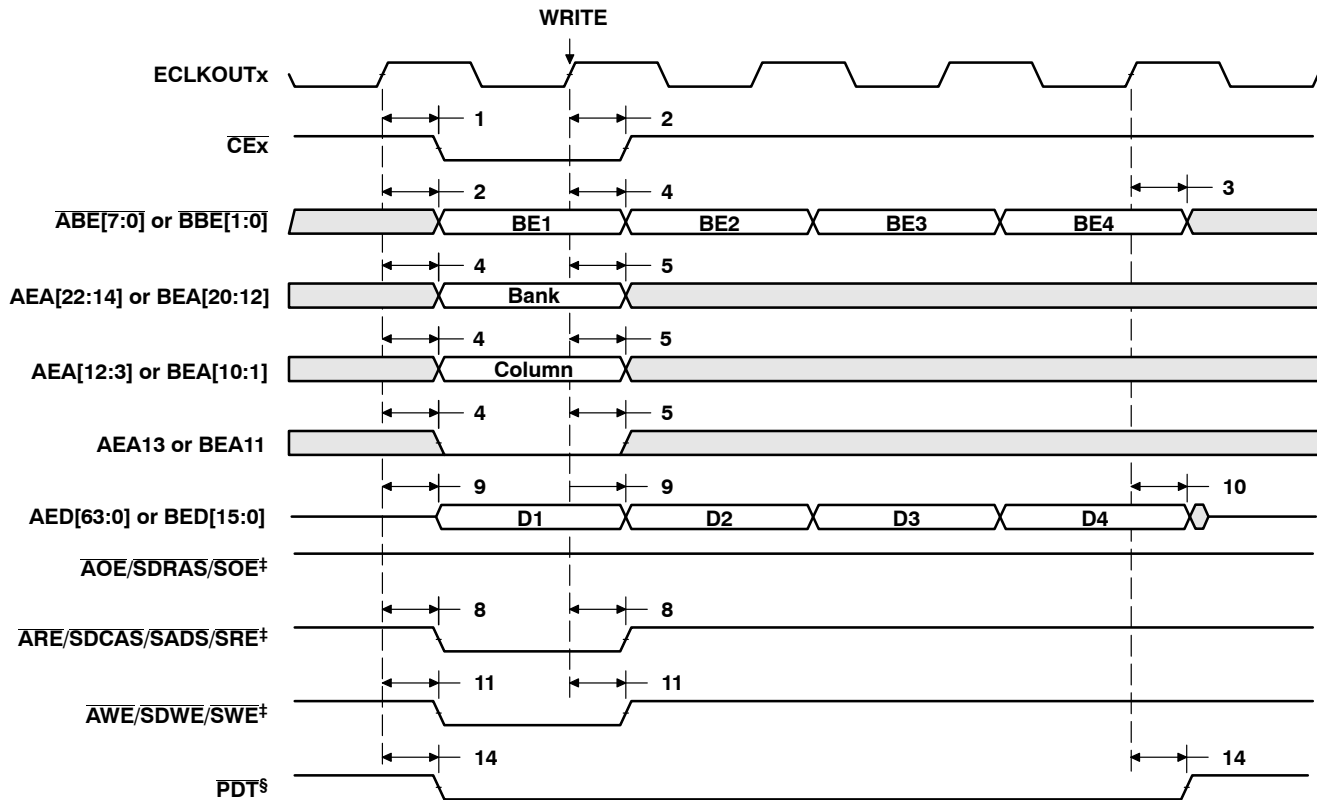 WRITE
ECLKOUTx
1 2
CEx
2 4 3
ABE[7:0] or BBE[1:0] BE1 BE2 BE3 BE4
4 5
AEA[22:14] or BEA[20:12] Bank
4 5
AEA[12:3] or BEA[10:1] Column
4 5
AEA13 or BEA11
9 9 10
AED[63:0] or BED[15:0] D1 D2 D3 D4
AOE/SDRAS/SOE‡
8 8
ARE/SDCAS/SADS/SRE‡
11 11
AWE/SDWE/SWE‡
14 14
PDT§